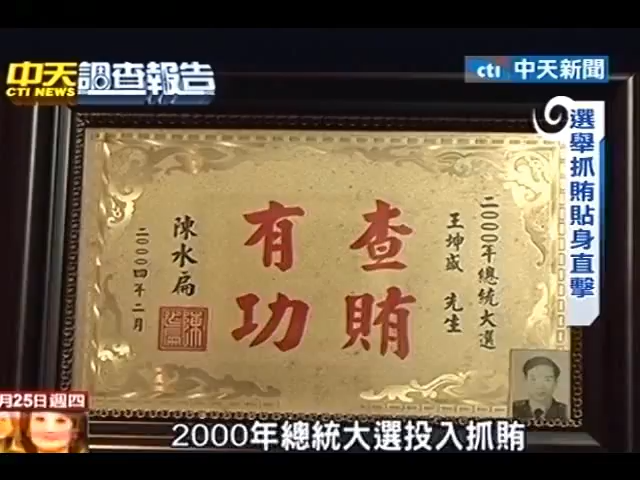 中天調查報告
CTI NEWS
cti 中天新聞
選舉抓賄貼身直擊
二〇〇〇年總統大選
王坤盛 先生
查賄
有功
陳水扁
二〇〇四年二月
月25日週四
2000年總統大選投入抓賄